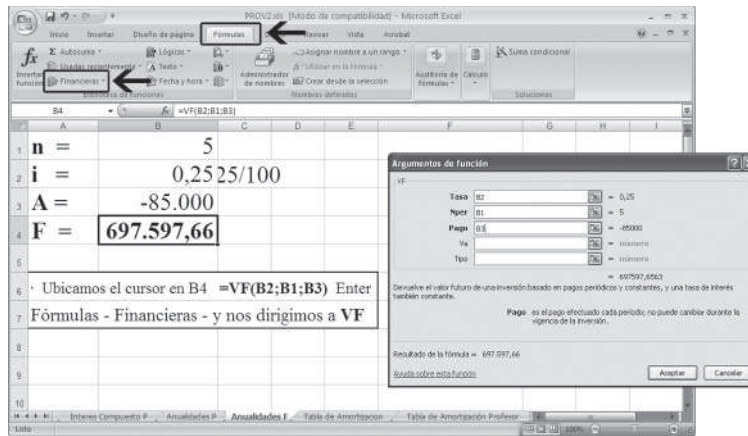 PROV2.xls [Modo de compatibilidad] - Microsoft Excel
Inicio Insertar Diseño de página Fórmulas Revisar Vista Acrobat
fx Σ Autosuma Lógicas Asignar nombre a un rango Suma condicional
Insertar función Usadas recientemente Texto Administrador de nombres Utilizar en la fórmula Auditoría de fórmulas Cálculo
Financieras Fecha y hora Crear desde la selección
Biblioteca de funciones Nombres definidos Soluciones
B4 fx =VF(B2;B1;B3)
A B C D E F G H I
1 n = 5
2 i = 0,25 25/100
3 A = -85.000
4 F = 697.597,66
5
6 · Ubicamos el cursor en B4 =VF(B2;B1;B3) Enter
7 Fórmulas - Financieras - y nos dirigimos a VF
8
9
10
Argumentos de función
VF
Tasa B2 = 0,25
Nper B1 = 5
Pago B3 = -85000
Va = número
Tipo = número
= 697597,6563
Devuelve el valor futuro de una inversión basado en pagos periódicos y constantes, y una tasa de interés
también constante.
Pago es el pago efectuado cada período; no puede cambiar durante la
vigencia de la inversión.
Resultado de la fórmula = 697.597,66
Ayuda sobre esta función Aceptar Cancelar
Interes Compuesto P Anualidades P Anualidades F Tabla de Amortizacion Tabla de Amortización Profesor
Listo 100%